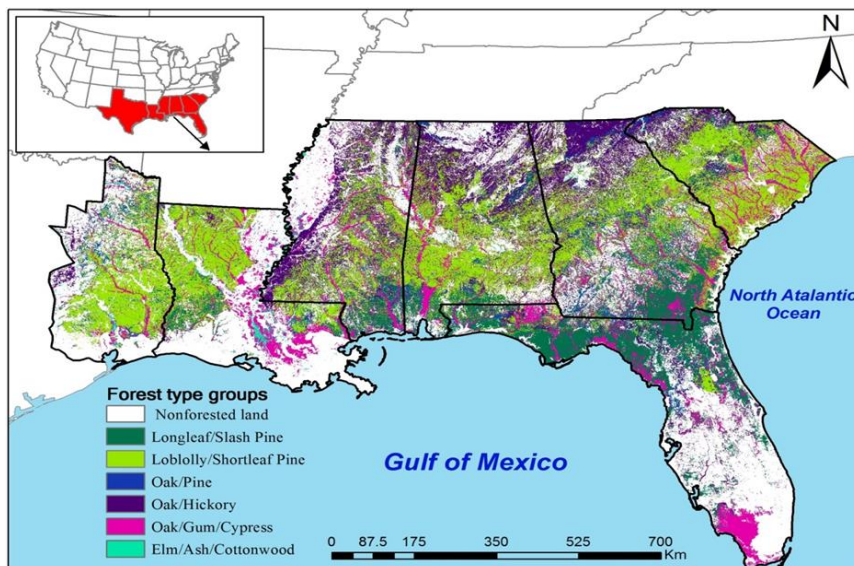 N
North Atalantic
Ocean
Forest type groups
Nonforested land
Longleaf/Slash Pine
Loblolly/Shortleaf Pine
Oak/Pine
Oak/Hickory
Oak/Gum/Cypress
Elm/Ash/Cottonwood
Gulf of Mexico
0 87.5 175 350 525 700
Km